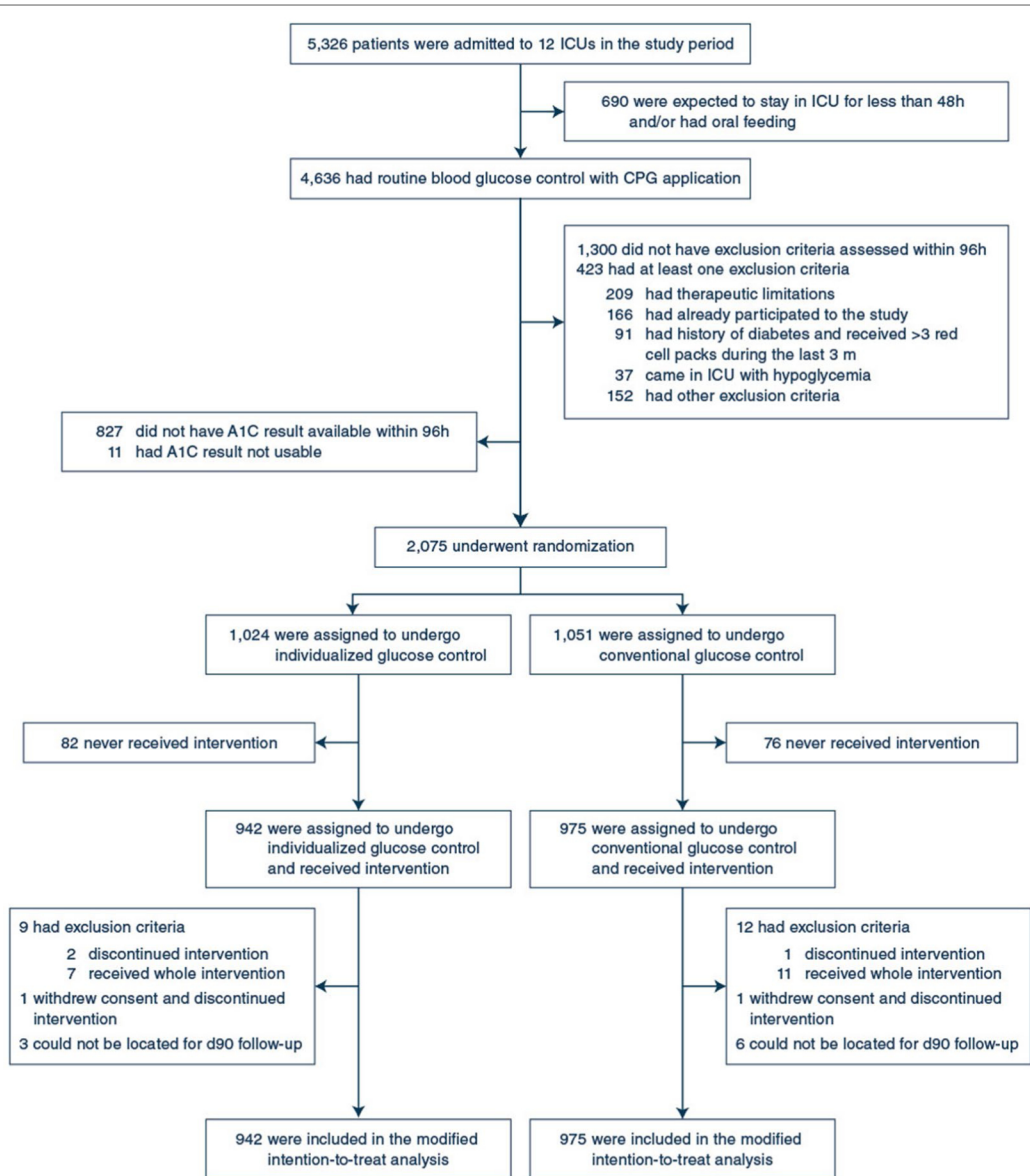 5,326 patients were admitted to 12 ICUs in the study period
690 were expected to stay in ICU for less than 48h
and/or had oral feeding
4,636 had routine blood glucose control with CPG application
1,300 did not have exclusion criteria assessed within 96h
423 had at least one exclusion criteria
209 had therapeutic limitations
166 had already participated to the study
91 had history of diabetes and received >3 red
cell packs during the last 3 m
37 came in ICU with hypoglycemia
152 had other exclusion criteria
827 did not have A1C result available within 96h
11 had A1C result not usable
2,075 underwent randomization
1,024 were assigned to undergo
individualized glucose control
1,051 were assigned to undergo
conventional glucose control
82 never received intervention
76 never received intervention
942 were assigned to undergo
individualized glucose control
and received intervention
975 were assigned to undergo
conventional glucose control
and received intervention
9 had exclusion criteria
2 discontinued intervention
7 received whole intervention
1 withdrew consent and discontinued
intervention
3 could not be located for d90 follow-up
12 had exclusion criteria
1 discontinued intervention
11 received whole intervention
1 withdrew consent and discontinued
intervention
6 could not be located for d90 follow-up
942 were included in the modified
intention-to-treat analysis
975 were included in the modified
intention-to-treat analysis